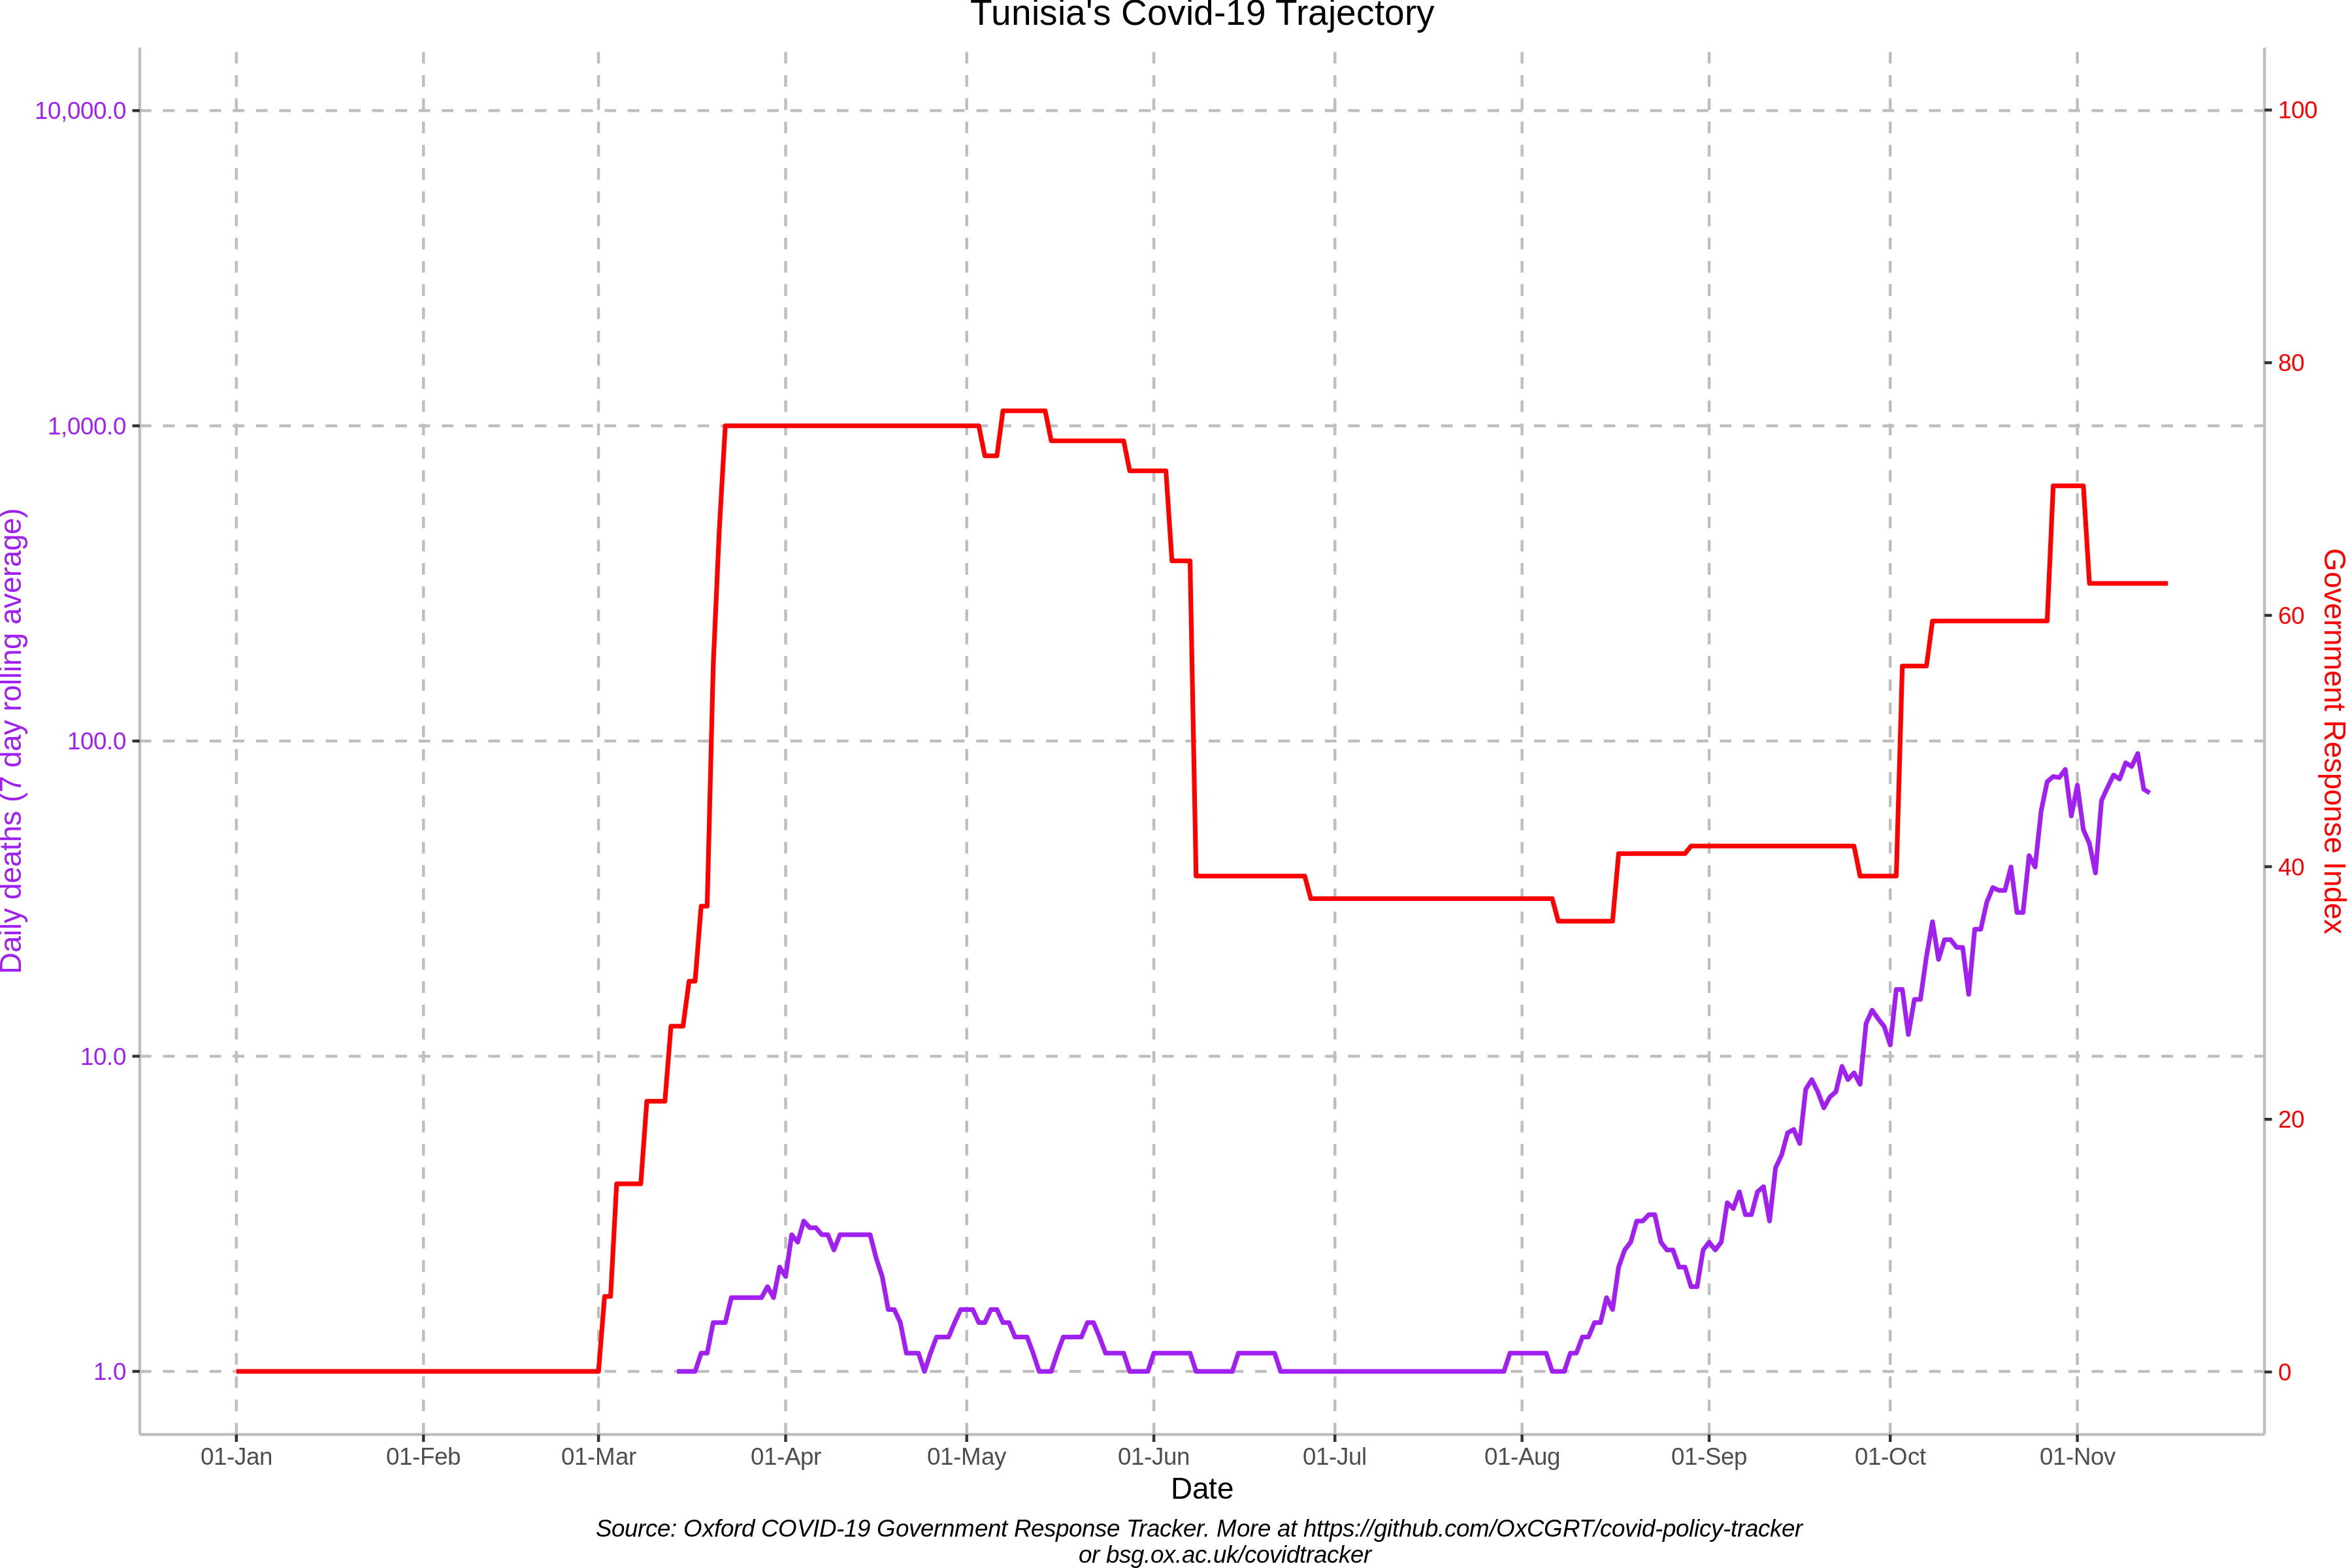 Tunisia's Covid-19 Trajectory
10,000.0
1,000.0
100.0
10.0
1.0
Daily deaths (7 day rolling average)
100
80
60
40
20
0
Government Response Index
01-Jan 01-Feb 01-Mar 01-Apr 01-May 01-Jun 01-Jul 01-Aug 01-Sep 01-Oct 01-Nov
Date
Source: Oxford COVID-19 Government Response Tracker. More at https://github.com/OxCGRT/covid-policy-tracker
or bsg.ox.ac.uk/covidtracker